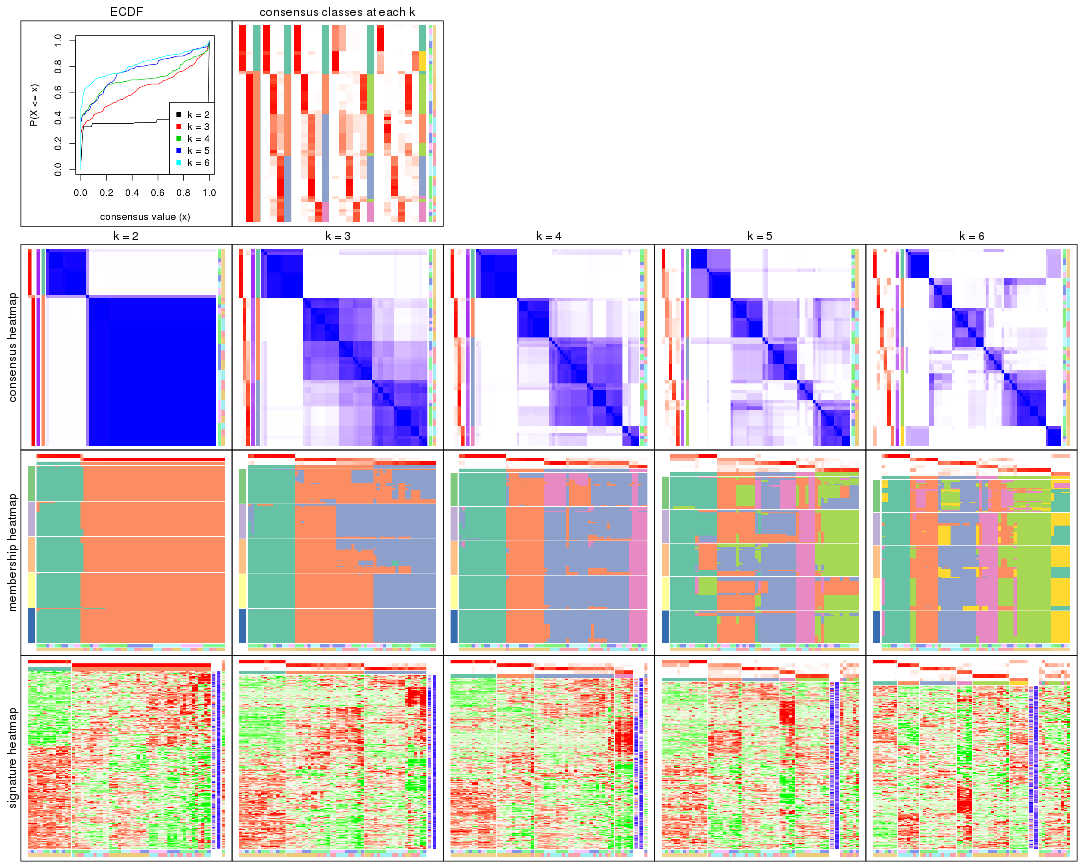 ECDF
consensus classes at each k
P(X <= x)
0.0 0.2 0.4 0.6 0.8 1.0
k = 2
k = 3
k = 4
k = 5
k = 6
0.0 0.2 0.4 0.6 0.8 1.0
consensus value (x)
k = 2
k = 3
k = 4
k = 5
k = 6
consensus heatmap
membership heatmap
signature heatmap